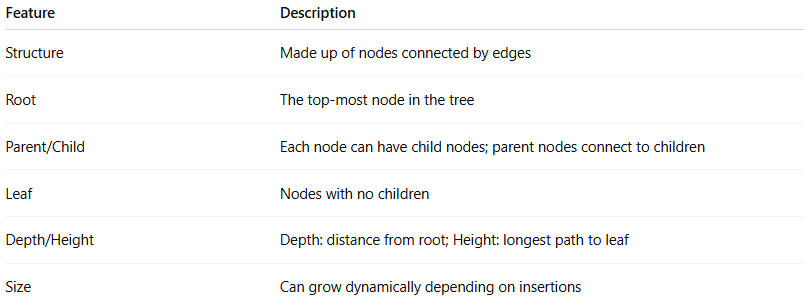 Feature Description
Structure Made up of nodes connected by edges
Root The top-most node in the tree
Parent/Child Each node can have child nodes; parent nodes connect to children
Leaf Nodes with no children
Depth/Height Depth: distance from root; Height: longest path to leaf
Size Can grow dynamically depending on insertions